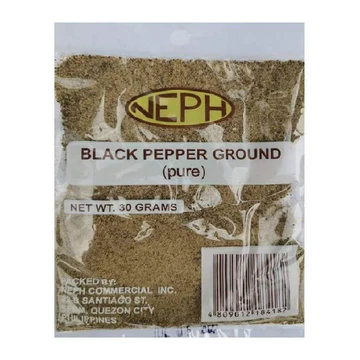 NEPH
BLACK PEPPER GROUND
(pure)
NET WT. 30 GRAMS
PACKED BY:
NEPH COMMERCIAL INC.
SANTIAGO ST.
QUEZON CITY
PHILIPPINES